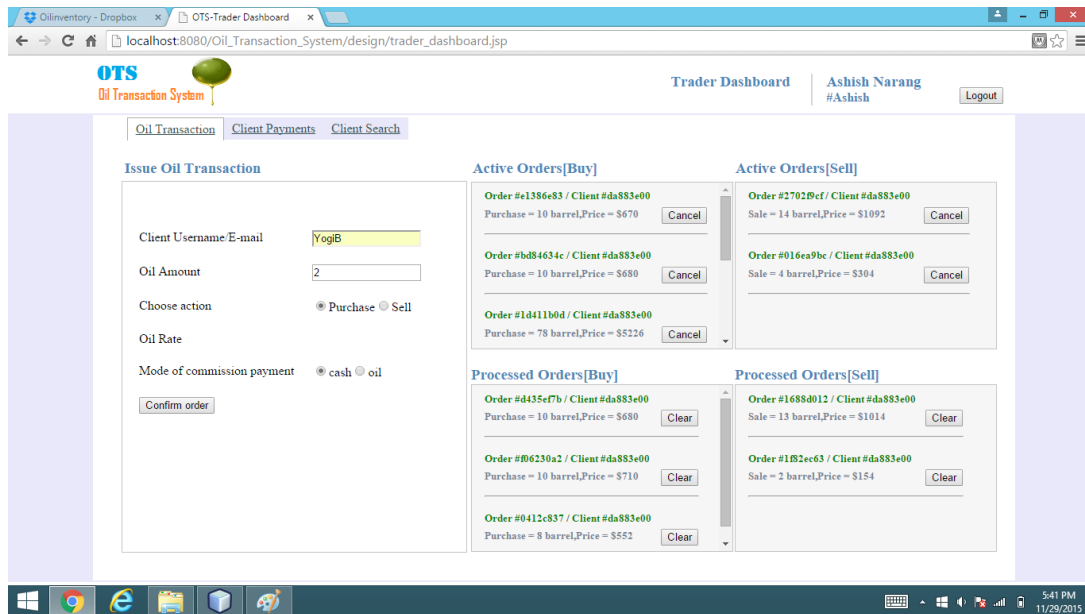 Oilinventory - Dropbox
OTS-Trader Dashboard
localhost:8080/Oil_Transaction_System/design/trader_dashboard.jsp
OTS
Oil Transaction System
Trader Dashboard
Ashish Narang
#Ashish
Logout
Oil Transaction Client Payments Client Search
Issue Oil Transaction
Client Username/E-mail YogiB
Oil Amount 2
Choose action Purchase Sell
Oil Rate
Mode of commission payment cash oil
Confirm order
Active Orders[Buy]
Order #e1386e83 / Client #da883e00
Purchase = 10 barrel,Price = $670 Cancel
Order #bd84634c / Client #da883e00
Purchase = 10 barrel,Price = $680 Cancel
Order #1d411b0d / Client #da883e00
Purchase = 78 barrel,Price = $5226 Cancel
Active Orders[Sell]
Order #2702f9cf / Client #da883e00
Sale = 14 barrel,Price = $1092 Cancel
Order #016ea9bc / Client #da883e00
Sale = 4 barrel,Price = $304 Cancel
Processed Orders[Buy]
Order #d435ef7b / Client #da883e00
Purchase = 10 barrel,Price = $680 Clear
Order #f06230a2 / Client #da883e00
Purchase = 10 barrel,Price = $710 Clear
Order #0412c837 / Client #da883e00
Purchase = 8 barrel,Price = $552 Clear
Processed Orders[Sell]
Order #1688d012 / Client #da883e00
Sale = 13 barrel,Price = $1014 Clear
Order #1f82ec63 / Client #da883e00
Sale = 2 barrel,Price = $154 Clear
5:41 PM
11/29/2015